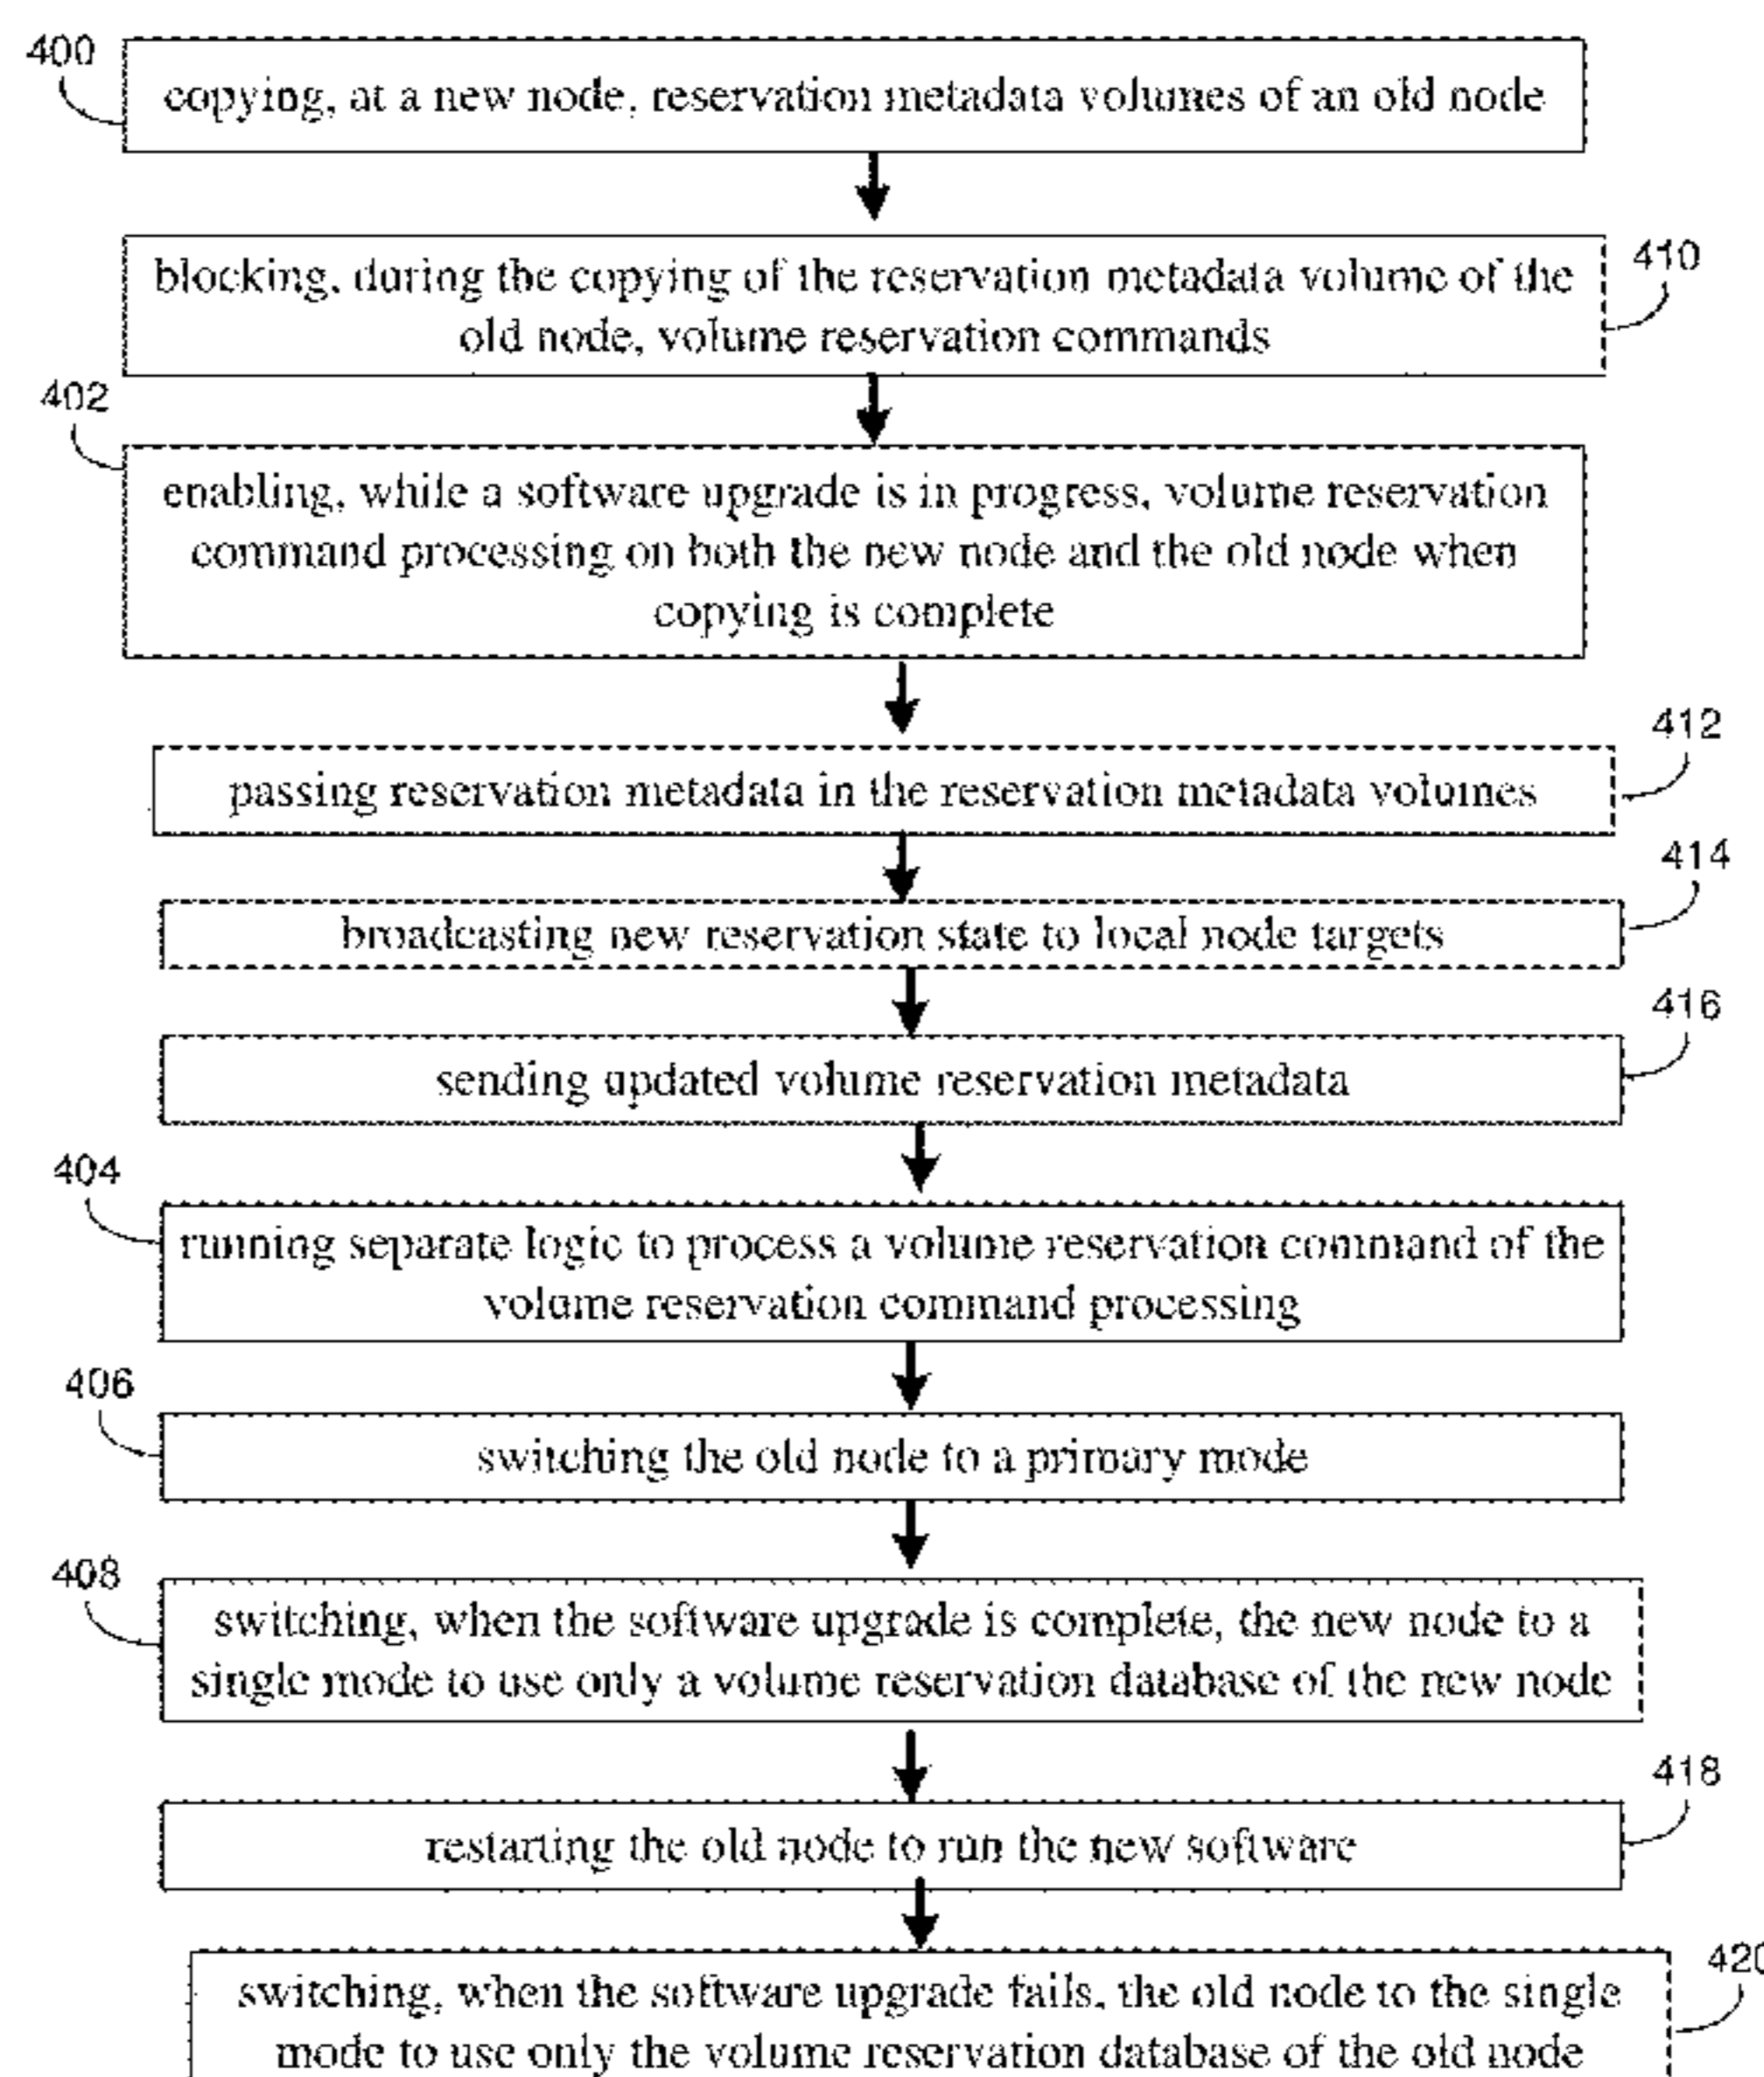 400
copying, at a new node, reservation metadata volumes of an old node
410
blocking, during the copying of the reservation metadata volume of the
old node, volume reservation commands
402
enabling, while a software upgrade is in progress, volume reservation
command processing on both the new node and the old node when
copying is complete
412
passing reservation metadata in the reservation metadata volumes
414
broadcasting new reservation state to local node targets
416
sending updated volume reservation metadata
404
running separate logic to process a volume reservation command of the
volume reservation command processing
406
switching the old node to a primary mode
408
switching, when the software upgrade is complete, the new node to a
single mode to use only a volume reservation database of the new node
418
restarting the old node to run the new software
420
switching, when the software upgrade fails, the old node to the single
mode to use only the volume reservation database of the old node